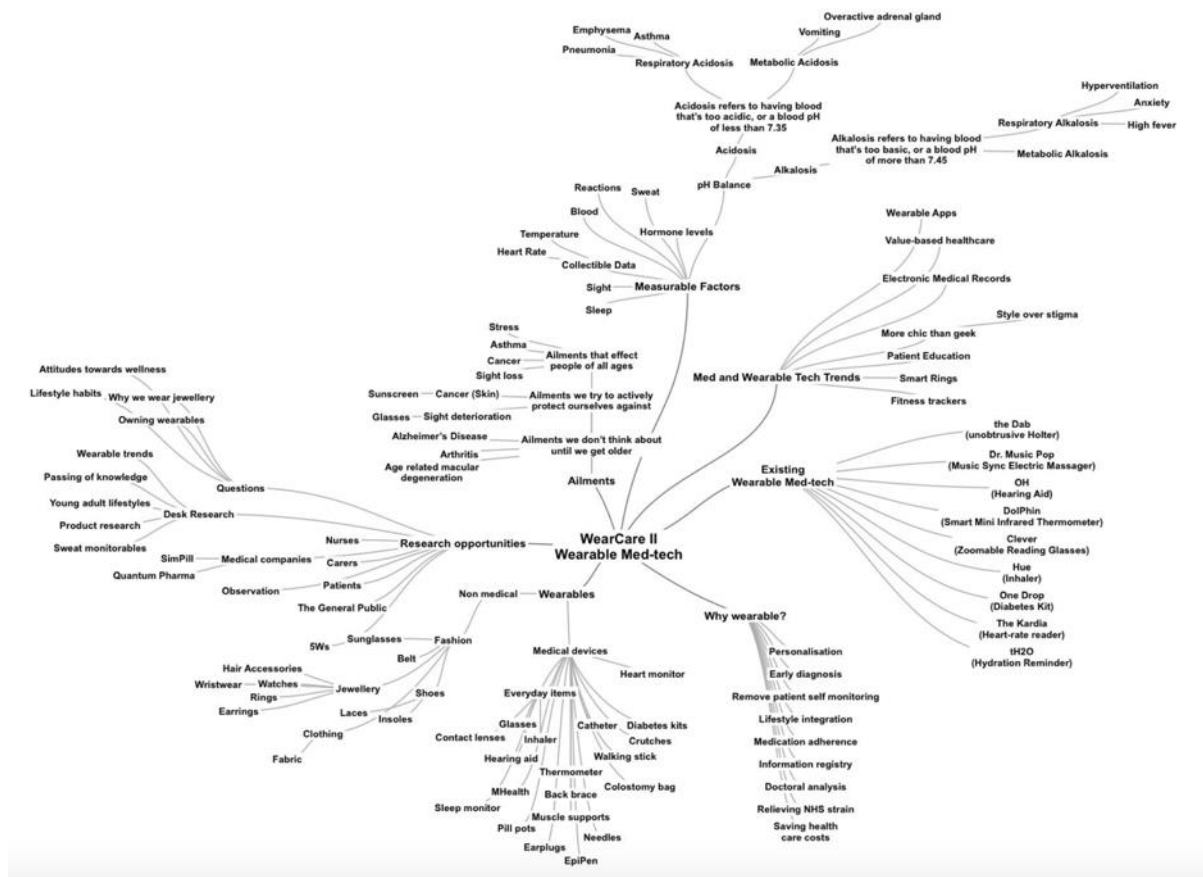 Overactive adrenal gland
Emphysema
Asthma
Vomiting
Pneumonia
Respiratory Acidosis
Metabolic Acidosis
Acidosis refers to having blood
that's too acidic, or a blood pH
of less than 7.35
Acidosis
Hyperventilation
Anxiety
Respiratory Alkalosis
High fever
Alkalosis refers to having blood
that's too basic, or a blood pH
of more than 7.45
Metabolic Alkalosis
Alkalosis
pH Balance
Reactions
Sweat
Blood
Hormone levels
Temperature
Heart Rate
Collectible Data
Sight
Measurable Factors
Sleep
Wearable Apps
Value-based healthcare
Electronic Medical Records
Style over stigma
More chic than geek
Patient Education
Med and Wearable Tech Trends
Smart Rings
Fitness trackers
Stress
Asthma
Cancer
Sight loss
Ailments that effect
people of all ages
Sunscreen
Cancer (Skin)
Ailments we try to actively
protect ourselves against
Glasses
Sight deterioration
Alzheimer's Disease
Ailments we don't think about
until we get older
Arthritis
Age related macular
degeneration
Ailments
the Dab
(unobtrusive Holter)
Dr. Music Pop
(Music Sync Electric Massager)
Existing
Wearable Med-tech
OH
(Hearing Aid)
DolPhin
(Smart Mini Infrared Thermometer)
Clever
(Zoomable Reading Glasses)
Hue
(Inhaler)
One Drop
(Diabetes Kit)
The Kardia
(Heart-rate reader)
tH2O
(Hydration Reminder)
Attitudes towards wellness
Lifestyle habits
Why we wear jewellery
Owning wearables
Wearable trends
Passing of knowledge
Questions
Young adult lifestyles
Desk Research
Product research
Sweat monitorables
Nurses
Research opportunities
WearCare II
Wearable Med-tech
SimPill
Medical companies
Carers
Quantum Pharma
Observation
Patients
The General Public
5Ws
Non medical
Wearables
Sunglasses
Fashion
Belt
Hair Accessories
Wristwear
Watches
Jewellery
Rings
Earrings
Shoes
Laces
Insoles
Clothing
Fabric
Medical devices
Heart monitor
Everyday items
Glasses
Catheter
Diabetes kits
Contact lenses
Inhaler
Crutches
Hearing aid
Walking stick
Thermometer
Colostomy bag
MHealth
Back brace
Sleep monitor
Muscle supports
Pill pots
Needles
Earplugs
EpiPen
Why wearable?
Personalisation
Early diagnosis
Remove patient self monitoring
Lifestyle integration
Medication adherence
Information registry
Doctoral analysis
Relieving NHS strain
Saving health
care costs